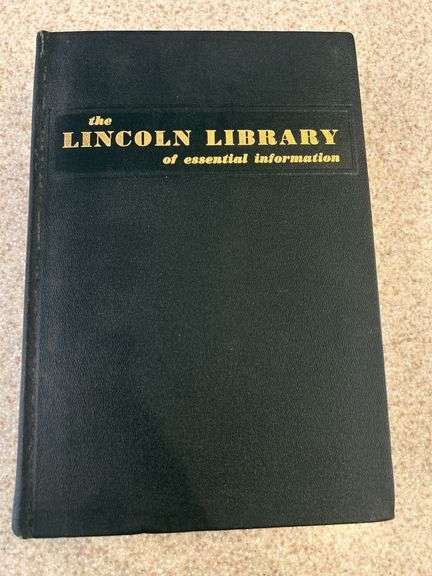 the
LINCOLN LIBRARY
of essential information